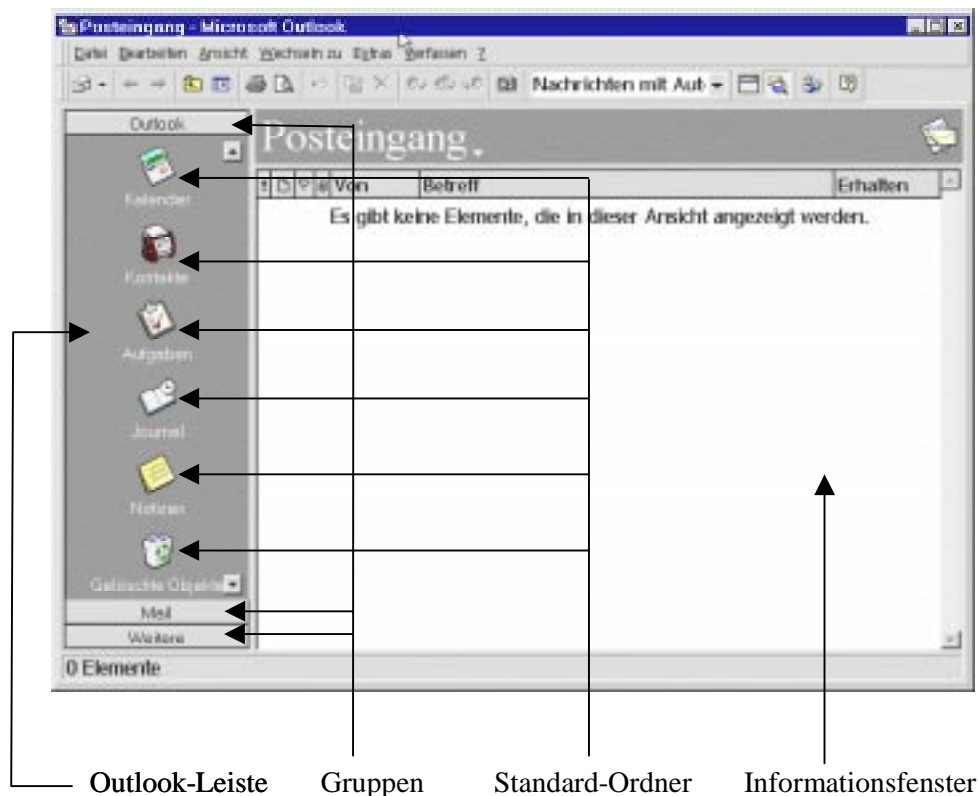 Posteingang - Microsoft Outlook
Datei Bearbeiten Ansicht Wechseln zu Extras Verfassen ?
Nachrichten mit Aut
Outlook
Posteingang
Von Betreff Erhalten
Es gibt keine Elemente, die in dieser Ansicht angezeigt werden.
Kalender
Kontakte
Aufgaben
Journal
Notizen
Gelöschte Objekte
Mail
Weitere
0 Elemente
Outlook-Leiste Gruppen Standard-Ordner Informationsfenster